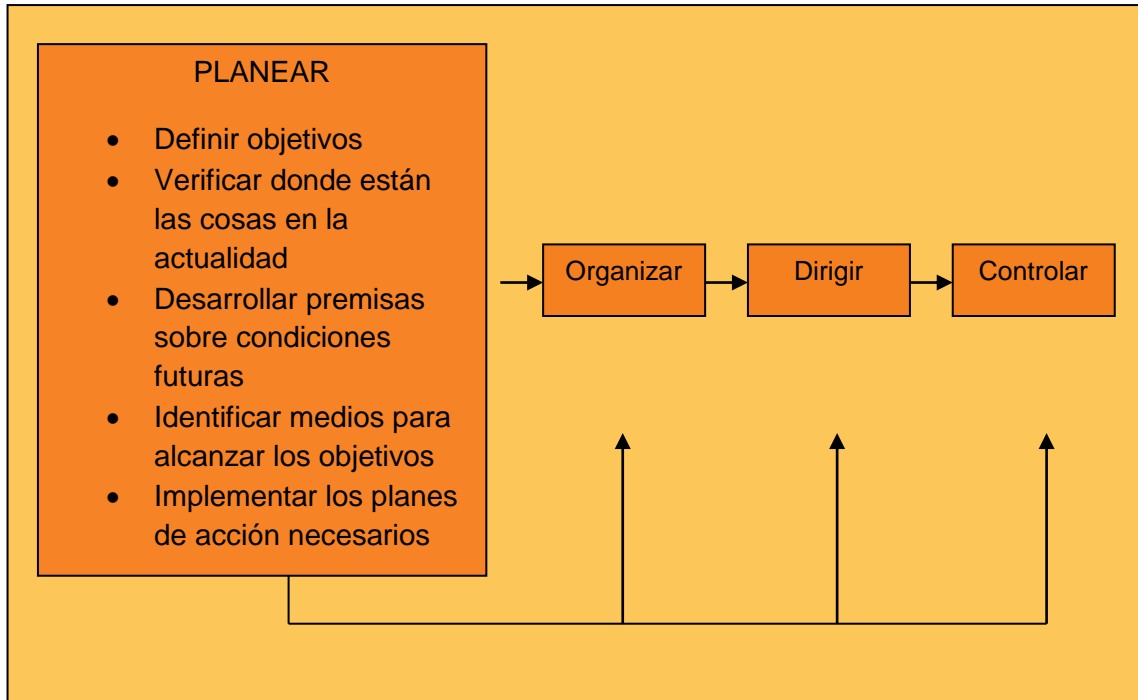 PLANEAR
• Definir objetivos
• Verificar donde están
las cosas en la
actualidad
• Desarrollar premisas
sobre condiciones
futuras
• Identificar medios para
alcanzar los objetivos
• Implementar los planes
de acción necesarios
Organizar
Dirigir
Controlar